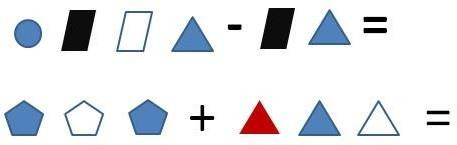 - =
+ =